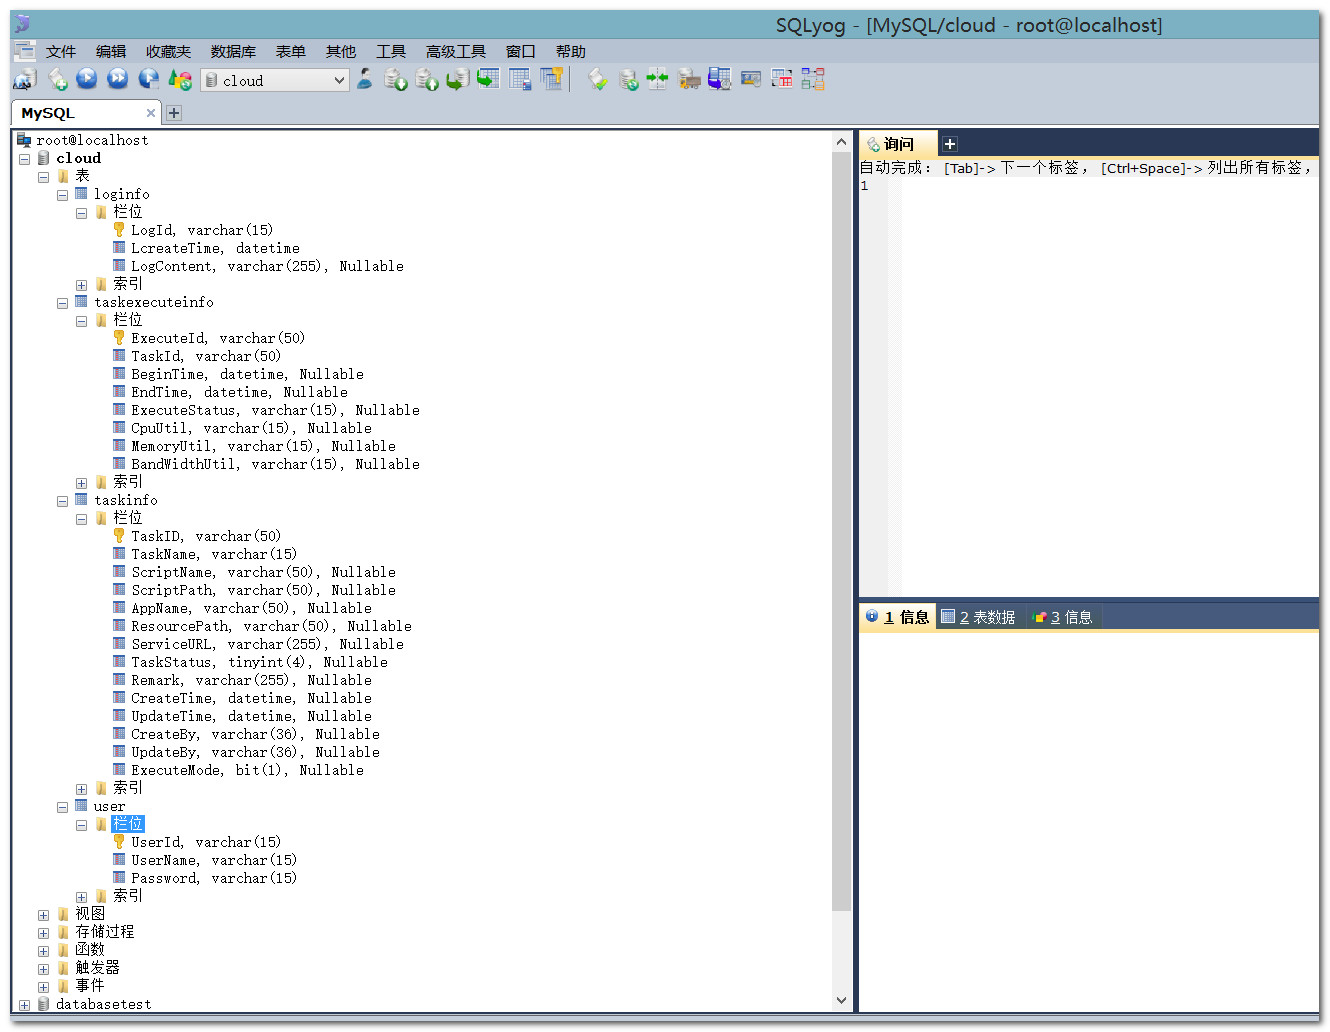 SQLyog - [MySQL/cloud - root@localhost]
文件 编辑 收藏夹 数据库 表单 其他 工具 高级工具 窗口 帮助
cloud
MySQL
root@localhost
cloud
表
loginfo
栏位
LogId, varchar(15)
LcreateTime, datetime
LogContent, varchar(255), Nullable
索引
taskexecuteinfo
栏位
ExecuteId, varchar(50)
TaskId, varchar(50)
BeginTime, datetime, Nullable
EndTime, datetime, Nullable
ExecuteStatus, varchar(15), Nullable
CpuUtil, varchar(15), Nullable
MemoryUtil, varchar(15), Nullable
BandWidthUtil, varchar(15), Nullable
索引
taskinfo
栏位
TaskID, varchar(50)
TaskName, varchar(15)
ScriptName, varchar(50), Nullable
ScriptPath, varchar(50), Nullable
AppName, varchar(50), Nullable
ResourcePath, varchar(50), Nullable
ServiceURL, varchar(255), Nullable
TaskStatus, tinyint(4), Nullable
Remark, varchar(255), Nullable
CreateTime, datetime, Nullable
UpdateTime, datetime, Nullable
CreateBy, varchar(36), Nullable
UpdateBy, varchar(36), Nullable
ExecuteMode, bit(1), Nullable
索引
user
栏位
UserId, varchar(15)
UserName, varchar(15)
Password, varchar(15)
索引
视图
存储过程
函数
触发器
事件
databasetest
询问
自动完成： [Tab]-> 下一个标签， [Ctrl+Space]-> 列出所有标签，
1
1 信息 2 表数据 3 信息